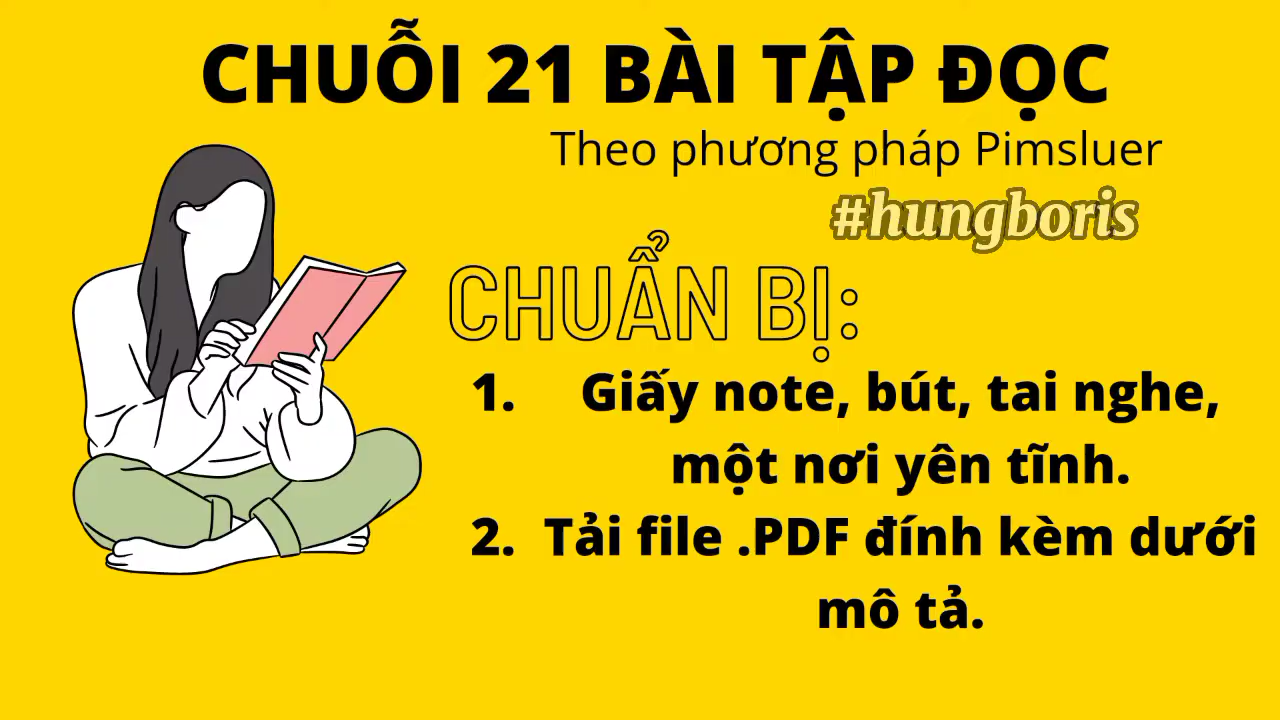 CHUỖI 21 BÀI TẬP ĐỌC
Theo phương pháp Pimsluer
#hungboris
CHUẨN BỊ:
1. Giấy note, bút, tai nghe,
một nơi yên tĩnh.
2. Tải file .PDF đính kèm dưới
mô tả.